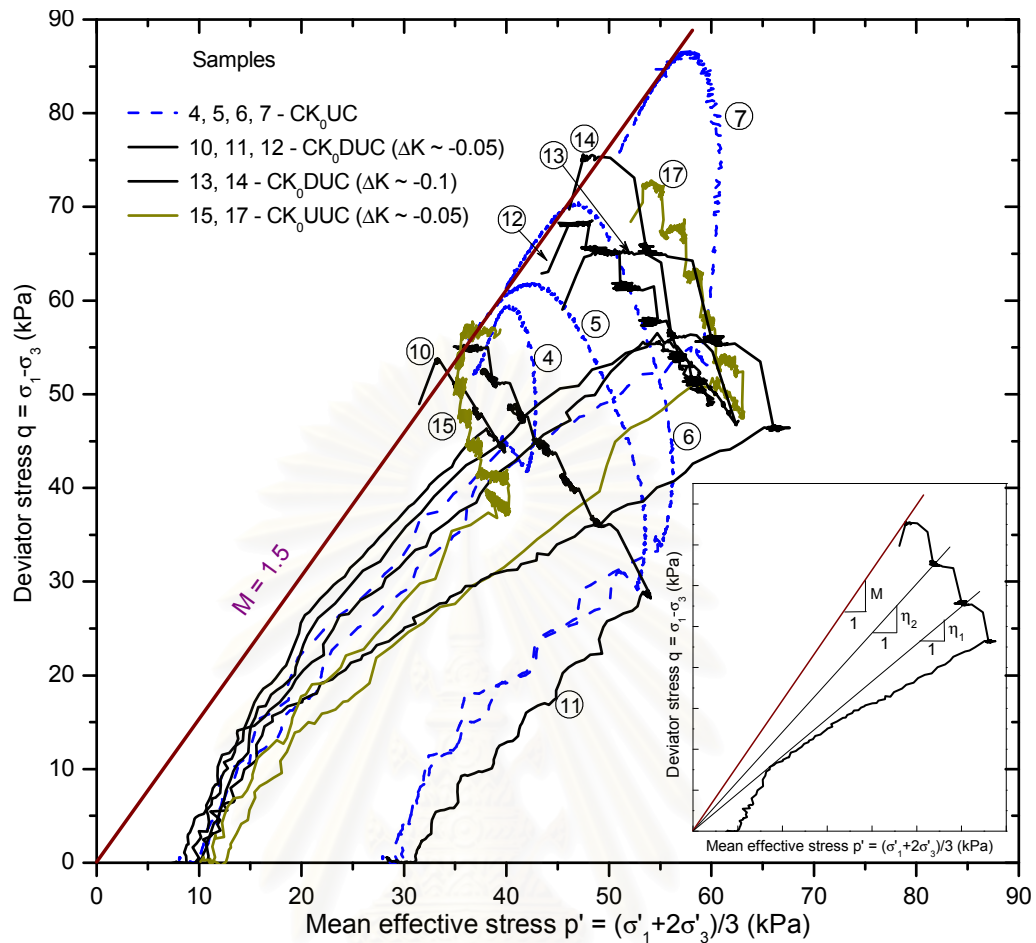 Samples
4, 5, 6, 7 - CK₀UC
10, 11, 12 - CK₀DUC (ΔK ~ -0.05)
13, 14 - CK₀DUC (ΔK ~ -0.1)
15, 17 - CK₀UUC (ΔK ~ -0.05)
90
80
70
60
50
40
30
20
10
0
Deviator stress q = σ₁-σ₃ (kPa)
M = 1.5
7
14
13
17
12
5
10
4
15
6
11
0 10 20 30 40 50 60 70 80 90
Mean effective stress p' = (σ'₁+2σ'₃)/3 (kPa)
Deviator stress q = σ₁-σ₃ (kPa)
M
1
η₂
1
η₁
1
Mean effective stress p' = (σ'₁+2σ'₃)/3 (kPa)